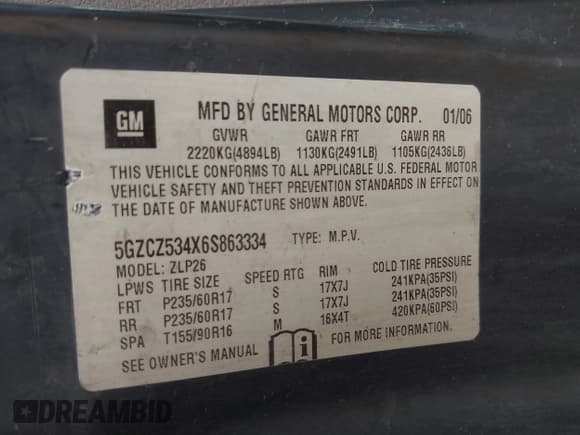 GM
MFD BY GENERAL MOTORS CORP. 01/06
GVWR GAWR FRT GAWR RR
2220KG(4894LB) 1130KG(2491LB) 1105KG(2436LB)
THIS VEHICLE CONFORMS TO ALL APPLICABLE U.S. FEDERAL MOTOR
VEHICLE SAFETY AND THEFT PREVENTION STANDARDS IN EFFECT ON
THE DATE OF MANUFACTURE SHOWN ABOVE.
5GZCZ534X6S863334 TYPE: M.P.V.
MODEL: ZLP26
LPWS TIRE SIZE SPEED RTG RIM COLD TIRE PRESSURE
FRT P235/60R17 S 17X7J 241KPA(35PSI)
RR P235/60R17 S 17X7J 241KPA(35PSI)
SPA T155/90R16 M 16X4T 420KPA(60PSI)
SEE OWNER'S MANUAL i FOR MORE INFORMATION.
DREAMBID